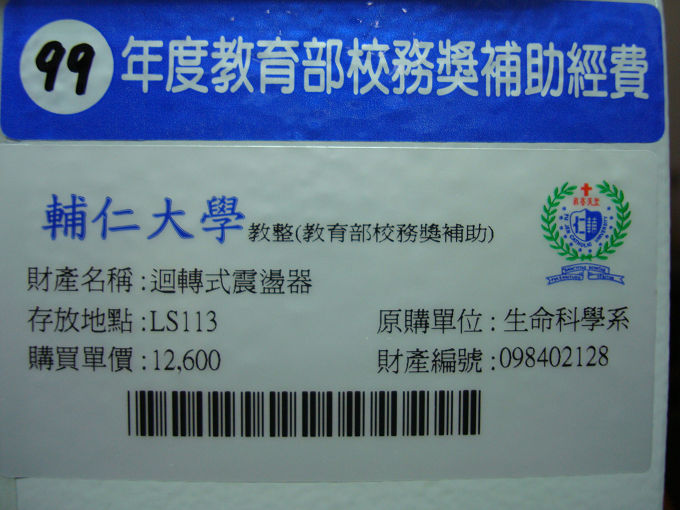 99 年度教育部校務獎補助經費
輔仁大學 教整(教育部校務獎補助)
財產名稱:迴轉式震盪器
存放地點:LS113 原購單位:生命科學系
購買單價:12,600 財產編號:098402128